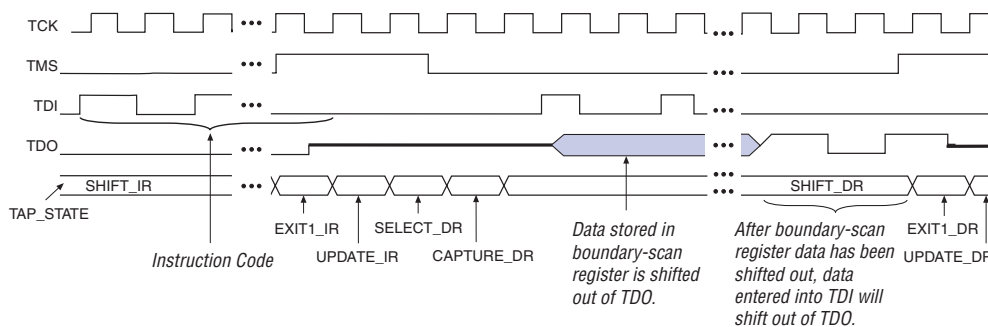 TCK
TMS
TDI
TDO
SHIFT_IR
SHIFT_DR
TAP_STATE
EXIT1_IR
SELECT_DR
EXIT1_DR
Instruction Code
UPDATE_IR
CAPTURE_DR
UPDATE_DR
Data stored in
boundary-scan
register is shifted
out of TDO.
After boundary-scan
register data has been
shifted out, data
entered into TDI will
shift out of TDO.